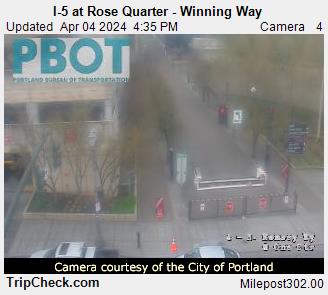 I-5 at Rose Quarter - Winning Way
Updated Apr 04 2024 4:35 PM Camera 4
PBOT
PORTLAND BUREAU OF TRANSPORTATION
Camera courtesy of the City of Portland
TripCheck.com Milepost302.00